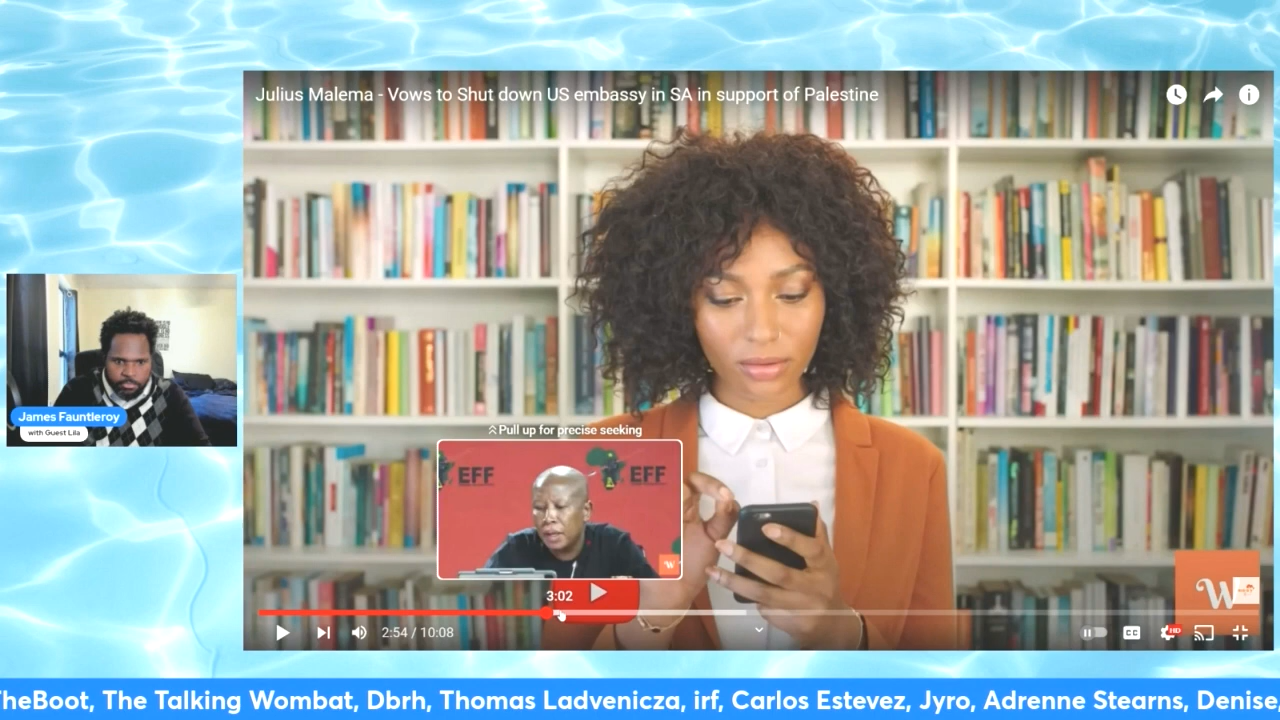 Julius Malema - Vows to Shut down US embassy in SA in support of Palestine
James Fauntleroy
with Guest Lila
Pull up for precise seeking
EFF
EFF
W
3:02
W
2:54 / 10:08
CC
HD
TheBoot, The Talking Wombat, Dbrh, Thomas Ladvenicza, irf, Carlos Estevez, Jyro, Adrenne Stearns, Denise,